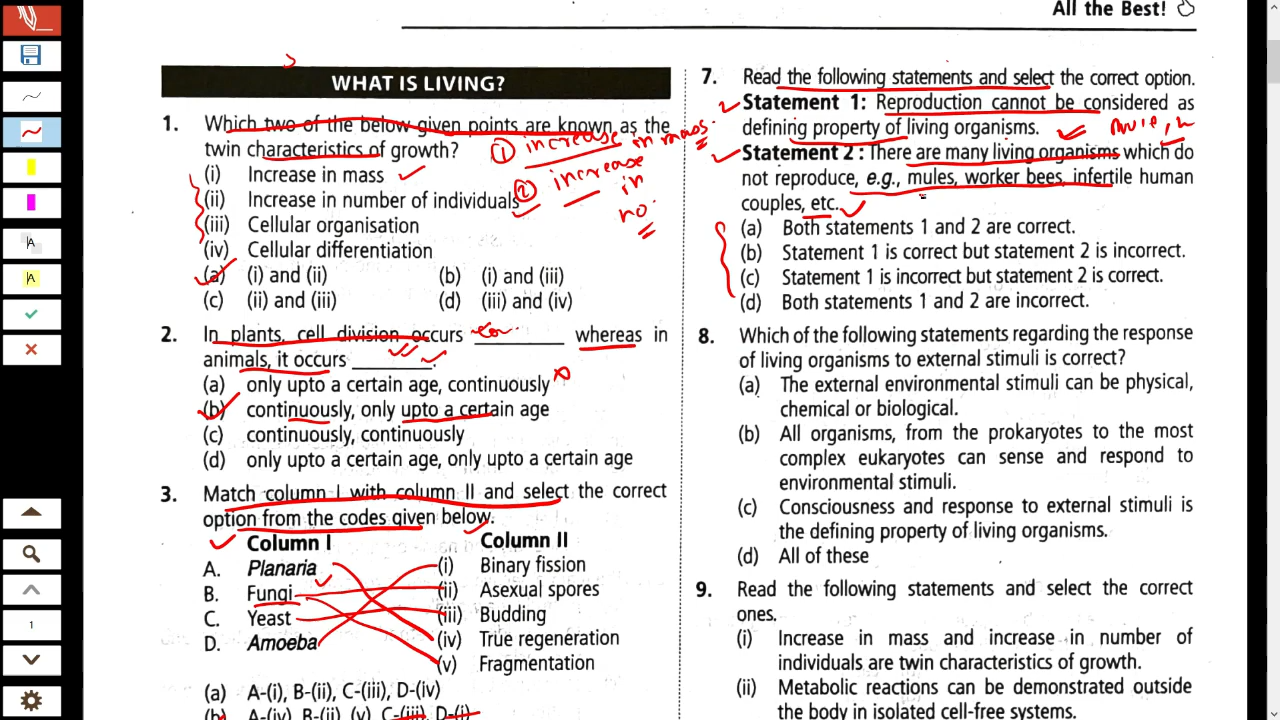 All the Best!
WHAT IS LIVING?
1. Which two of the below given points are known as the
twin characteristics of growth?
(i) Increase in mass
(ii) Increase in number of individuals
(iii) Cellular organisation
(iv) Cellular differentiation
(a) (i) and (ii) (b) (i) and (iii)
(c) (ii) and (iii) (d) (iii) and (iv)
① increase in mass.
② increase
in
no.
2. In plants, cell division occurs ________ whereas in
animals, it occurs ________.
(a) only upto a certain age, continuously
(b) continuously, only upto a certain age
(c) continuously, continuously
(d) only upto a certain age, only upto a certain age
3. Match column I with column II and select the correct
option from the codes given below.
Column I Column II
A. Planaria (i) Binary fission
B. Fungi (ii) Asexual spores
C. Yeast (iii) Budding
D. Amoeba (iv) True regeneration
(v) Fragmentation
(a) A-(i), B-(ii), C-(iii), D-(iv)
(b) A-(iv), B-(ii), (v), C-(iii), D-(i)
7. Read the following statements and select the correct option.
Statement 1: Reproduction cannot be considered as
defining property of living organisms.
Statement 2 : There are many living organisms which do
not reproduce, e.g., mules, worker bees, infertile human
couples, etc.
(a) Both statements 1 and 2 are correct.
(b) Statement 1 is correct but statement 2 is incorrect.
(c) Statement 1 is incorrect but statement 2 is correct.
(d) Both statements 1 and 2 are incorrect.
8. Which of the following statements regarding the response
of living organisms to external stimuli is correct?
(a) The external environmental stimuli can be physical,
chemical or biological.
(b) All organisms, from the prokaryotes to the most
complex eukaryotes can sense and respond to
environmental stimuli.
(c) Consciousness and response to external stimuli is
the defining property of living organisms.
(d) All of these
9. Read the following statements and select the correct
ones.
(i) Increase in mass and increase in number of
individuals are twin characteristics of growth.
(ii) Metabolic reactions can be demonstrated outside
the body in isolated cell-free systems.
A
A
1